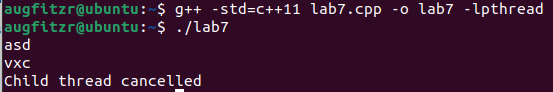 augfitzr@ubuntu:~$ g++ -std=c++11 lab7.cpp -o lab7 -lpthread
augfitzr@ubuntu:~$ ./lab7
asd
vxc
Child thread cancelled